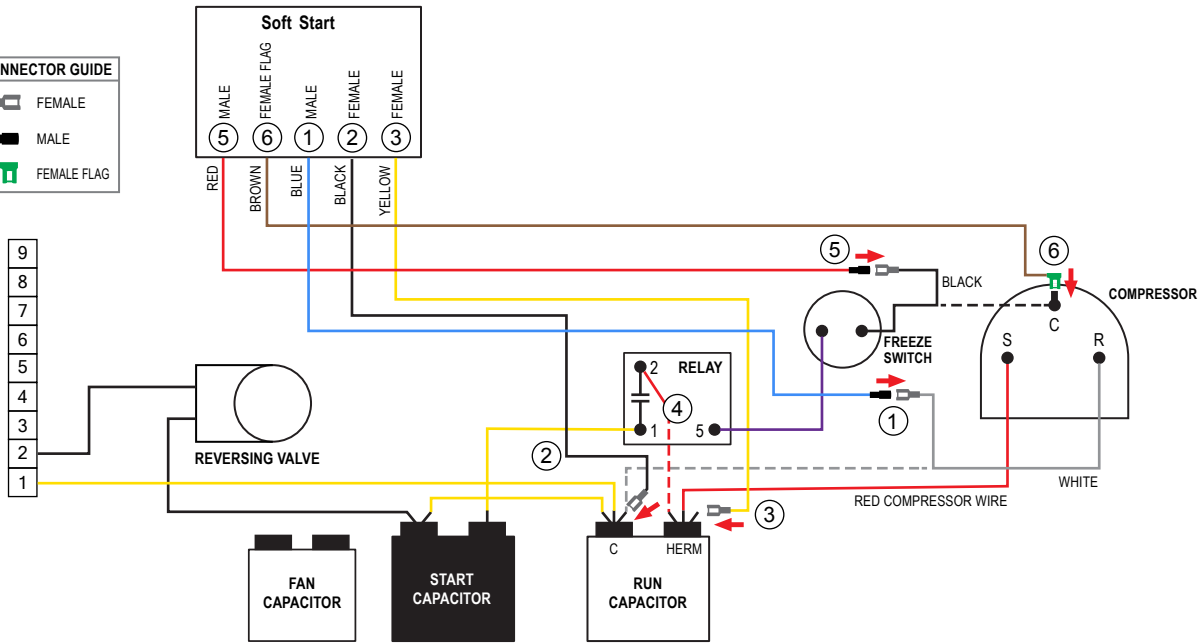 Soft Start
NNECTOR GUIDE
FEMALE
MALE
FEMALE FLAG
MALE
FEMALE FLAG
MALE
FEMALE
FEMALE
5
6
1
2
3
RED
BROWN
BLUE
BLACK
YELLOW
9
8
7
6
5
4
3
2
1
REVERSING VALVE
5
BLACK
6
COMPRESSOR
C
S
R
FREEZE
SWITCH
RELAY
2
4
1
5
1
2
WHITE
RED COMPRESSOR WIRE
3
C
HERM
FAN
CAPACITOR
START
CAPACITOR
RUN
CAPACITOR